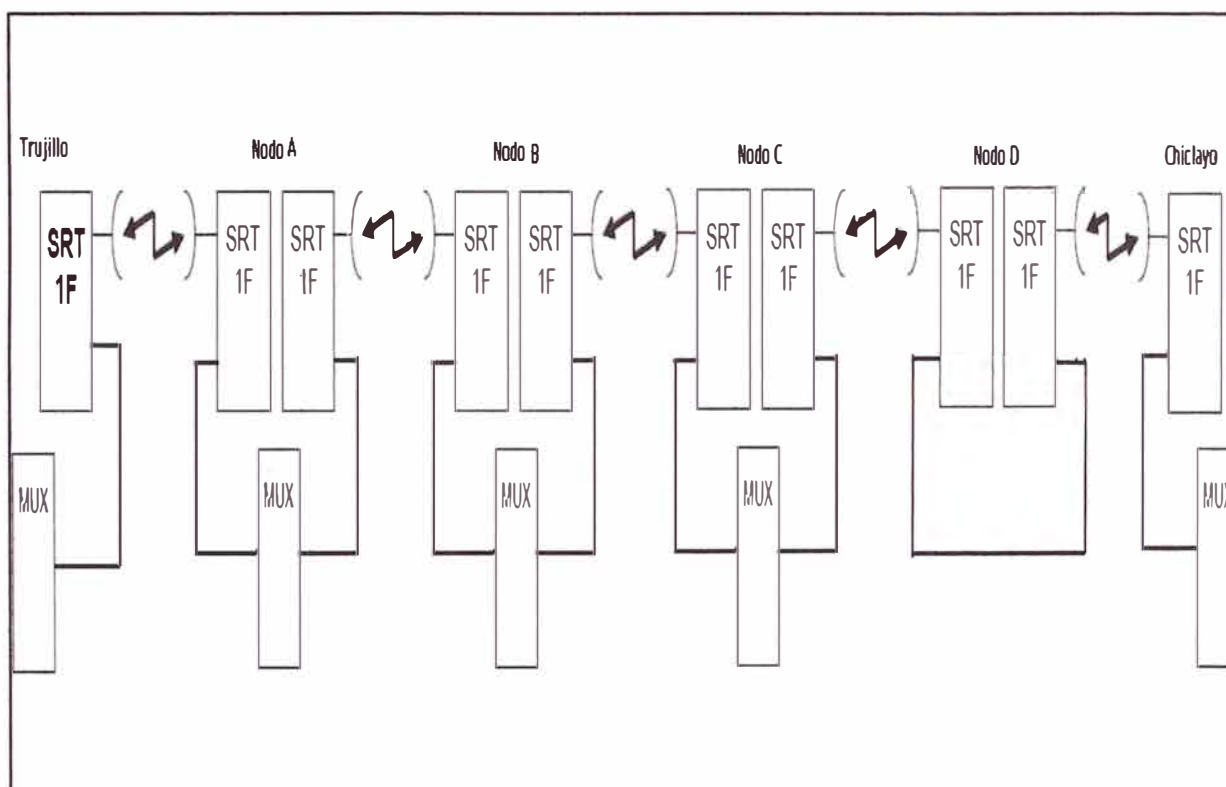 Trujillo
Nodo A
Nodo B
Nodo C
Nodo D
Chiclayo
SRT
1F
SRT
1F
SRT
1F
SRT
1F
SRT
1F
SRT
1F
SRT
1F
SRT
1F
SRT
1F
SRT
1F
MUX
MUX
MUX
MUX
MUX